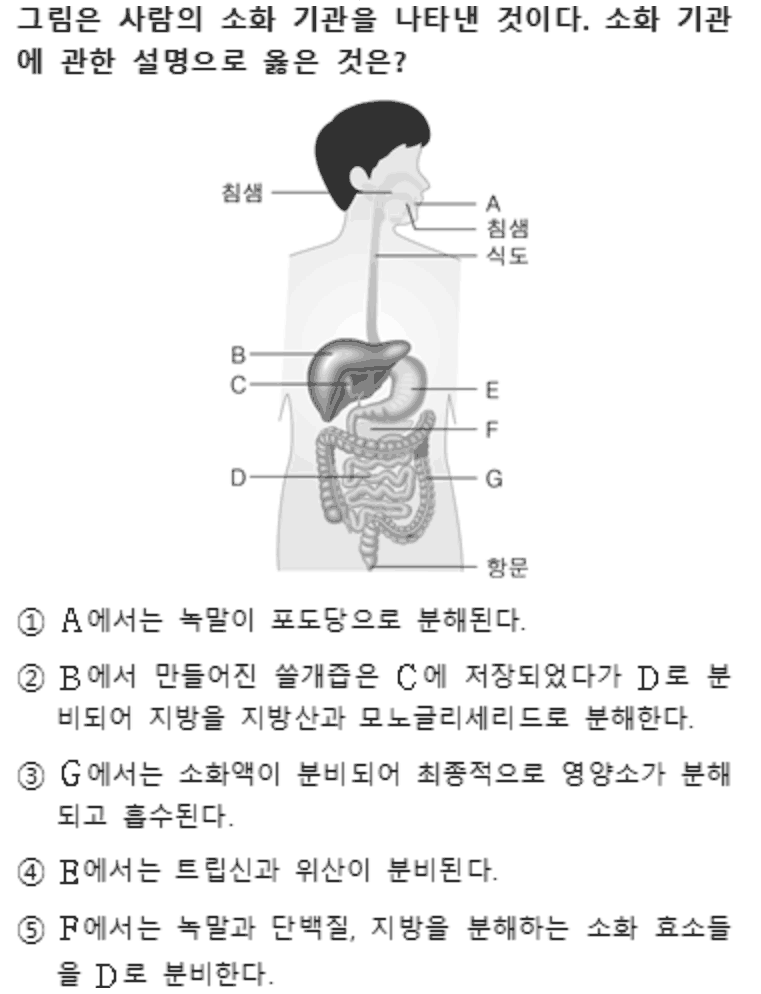 그림은 사람의 소화 기관을 나타낸 것이다. 소화 기관
에 관한 설명으로 옳은 것은?
침샘
A
침샘
식도
B
C
E
F
D
G
항문
① A에서는 녹말이 포도당으로 분해된다.
② B에서 만들어진 쓸개즙은 C에 저장되었다가 D로 분
비되어 지방을 지방산과 모노글리세리드로 분해한다.
③ G에서는 소화액이 분비되어 최종적으로 영양소가 분해
되고 흡수된다.
④ E에서는 트립신과 위산이 분비된다.
⑤ F에서는 녹말과 단백질, 지방을 분해하는 소화 효소들
을 D로 분비한다.